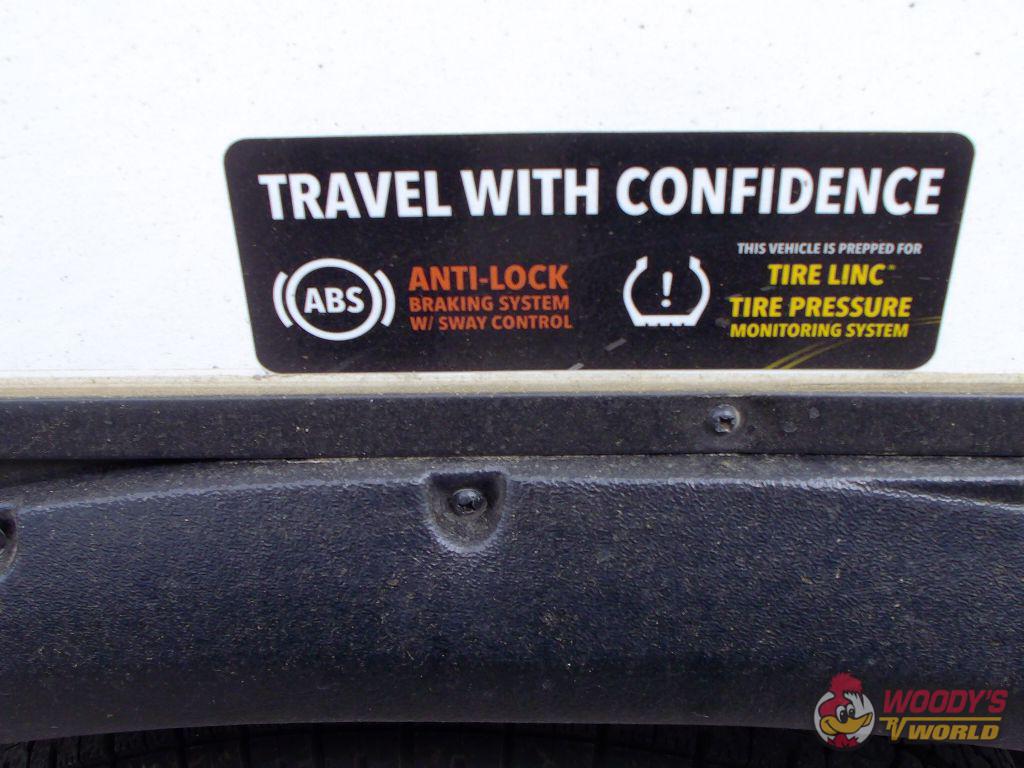 TRAVEL WITH CONFIDENCE
ABS
ANTI-LOCK
BRAKING SYSTEM
W/ SWAY CONTROL
!
THIS VEHICLE IS PREPPED FOR
TIRE LINC
TIRE PRESSURE
MONITORING SYSTEM
WOODY'S
RV WORLD